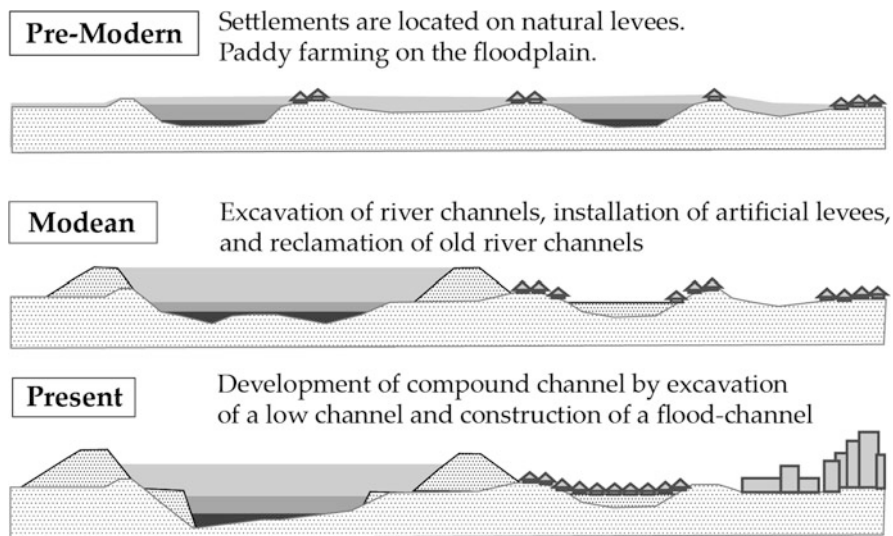 Pre-Modern
Settlements are located on natural levees.
Paddy farming on the floodplain.
Modean
Excavation of river channels, installation of artificial levees,
and reclamation of old river channels
Present
Development of compound channel by excavation
of a low channel and construction of a flood-channel